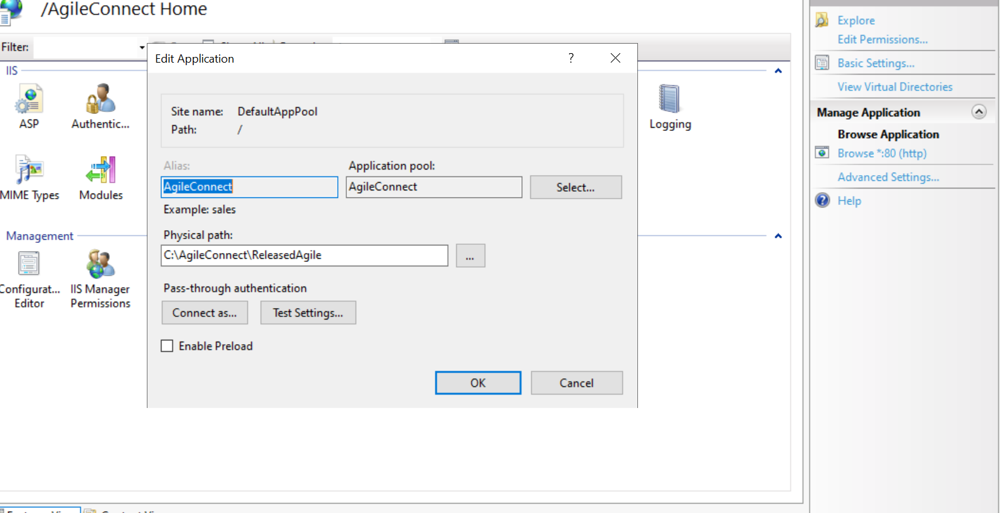 /AgileConnect Home
Filter:
IIS
ASP
Authentic...
MIME Types
Modules
Logging
Management
Configurat...
Editor
IIS Manager
Permissions
Edit Application
?
Site name: DefaultAppPool
Path: /
Alias:
Application pool:
AgileConnect
AgileConnect
Select...
Example: sales
Physical path:
C:\AgileConnect\ReleasedAgile
...
Pass-through authentication
Connect as...
Test Settings...
Enable Preload
OK
Cancel
Explore
Edit Permissions...
Basic Settings...
View Virtual Directories
Manage Application
Browse Application
Browse *:80 (http)
Advanced Settings...
Help